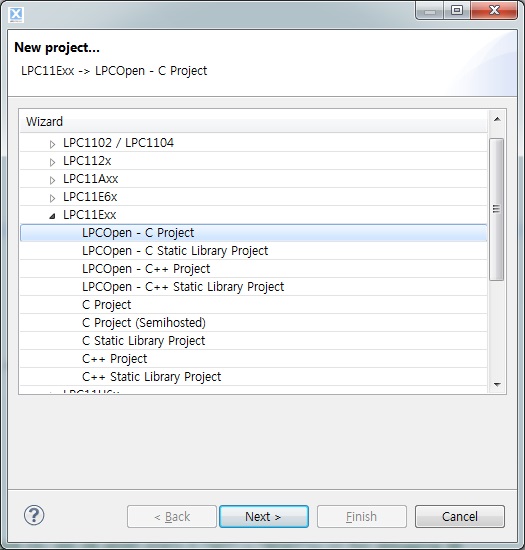 New project...
LPC11Exx -> LPCOpen - C Project
Wizard
LPC1102 / LPC1104
LPC112x
LPC11Axx
LPC11E6x
LPC11Exx
LPCOpen - C Project
LPCOpen - C Static Library Project
LPCOpen - C++ Project
LPCOpen - C++ Static Library Project
C Project
C Project (Semihosted)
C Static Library Project
C++ Project
C++ Static Library Project
< Back
Next >
Finish
Cancel